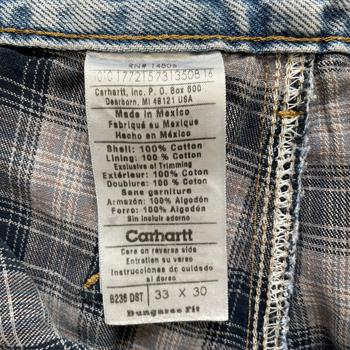 RN# 14806
0101772157313508 16
Carhartt, Inc. P.O. Box 600
Dearborn, MI 48121 USA
Made in Mexico
Fabriqué au Mexique
Hecho en México
Shell: 100% Cotton
Lining: 100% Cotton
Exclusive of Trimming
Extérieur: 100% Cotton
Doublure: 100% Coton
Sans garniture
Armazón: 100% Algodón
Forro: 100% Algodón
Sin incluir adorno
Carhartt
Care on reverse side
Entretien au verso
Instrucciones de cuidado
al dorso
B236 DST 33 X 30
Dungaree Fit